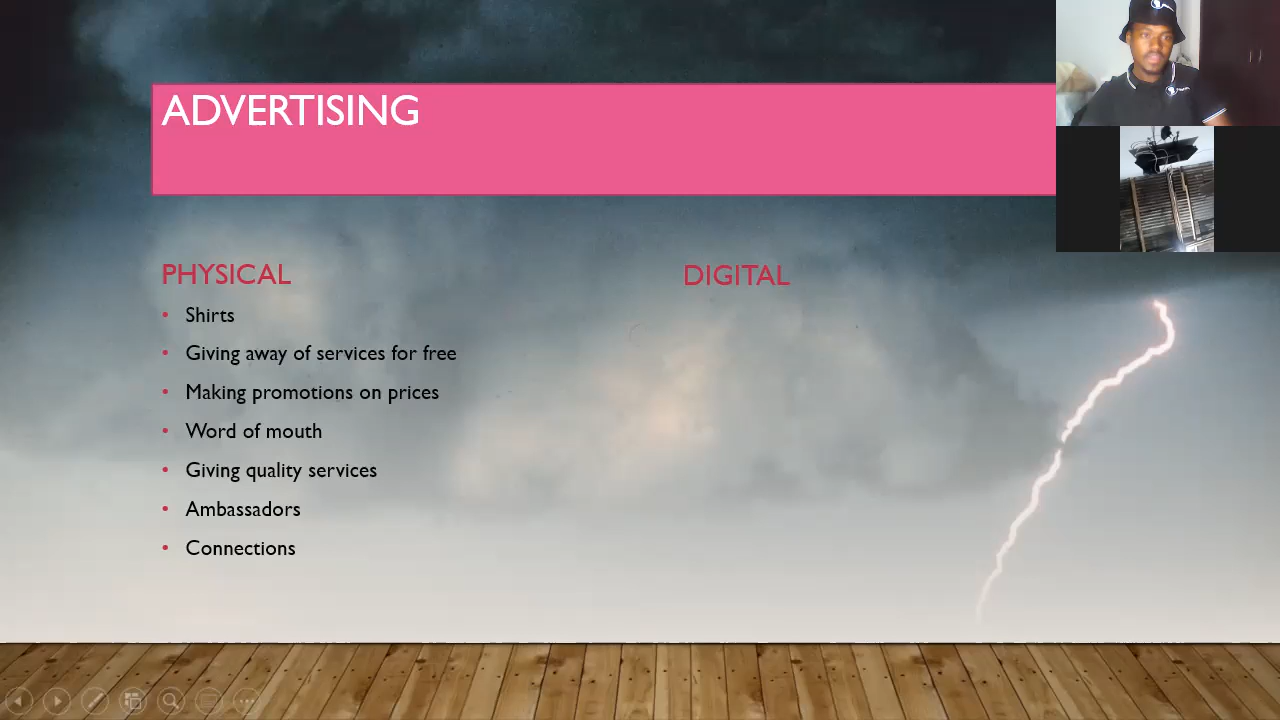 ADVERTISING
PHYSICAL
Shirts
Giving away of services for free
Making promotions on prices
Word of mouth
Giving quality services
Ambassadors
Connections
DIGITAL